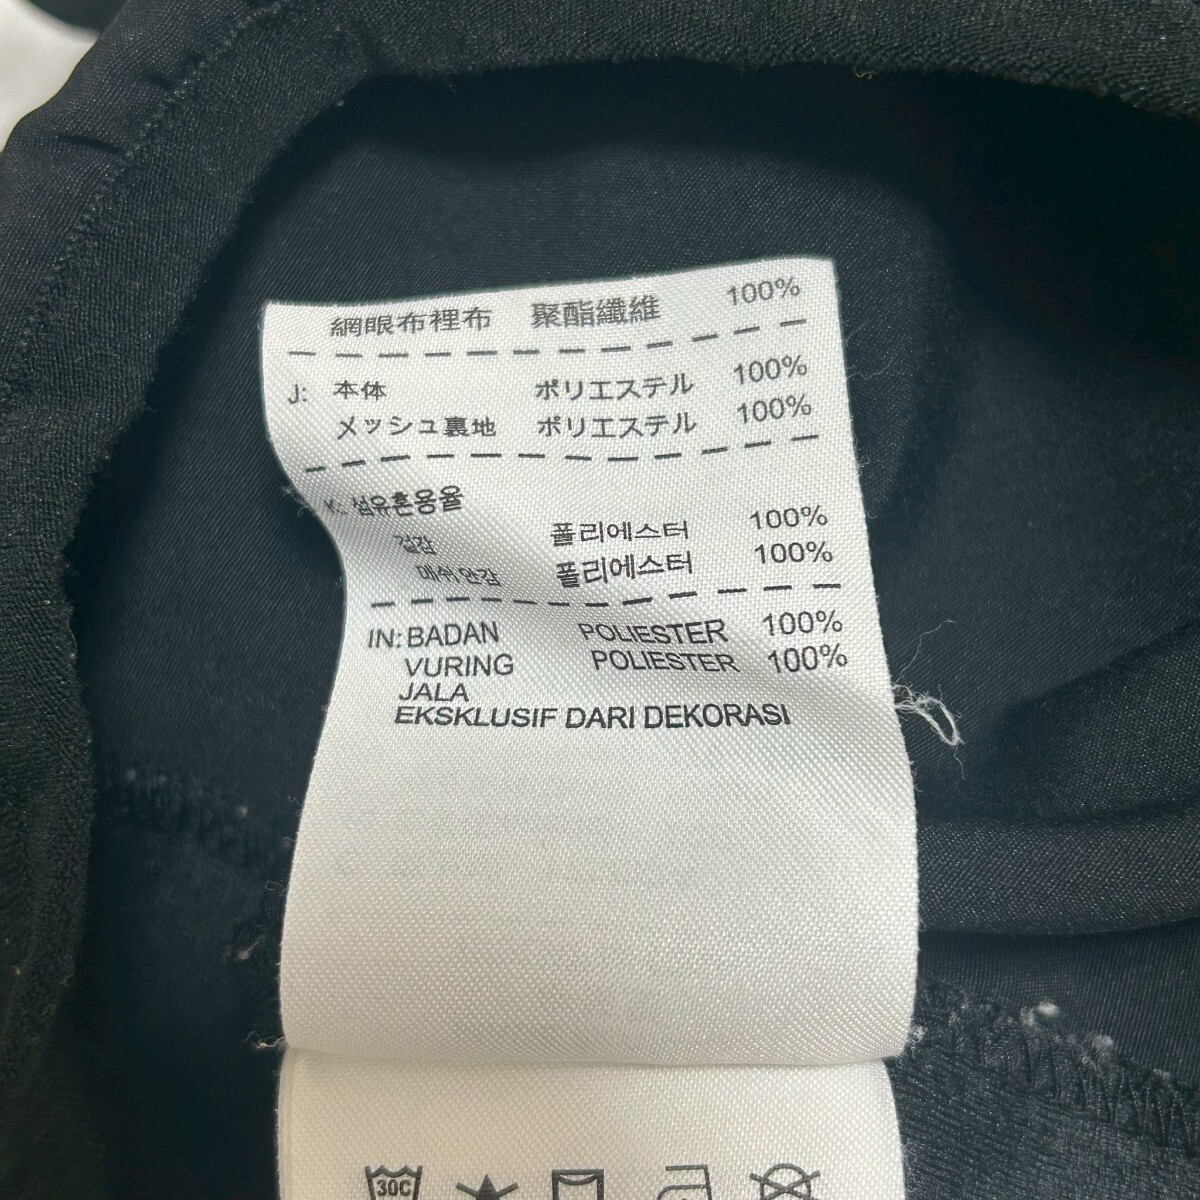 網眼布裡布 聚酯纖維 100%
J: 本体 ポリエステル 100%
メッシュ裏地 ポリエステル 100%
K: 섬유혼용율
겉감 폴리에스터 100%
메쉬안감 폴리에스터 100%
IN: BADAN POLIESTER 100%
VURING POLIESTER 100%
JALA
EKSKLUSIF DARI DEKORASI
30C